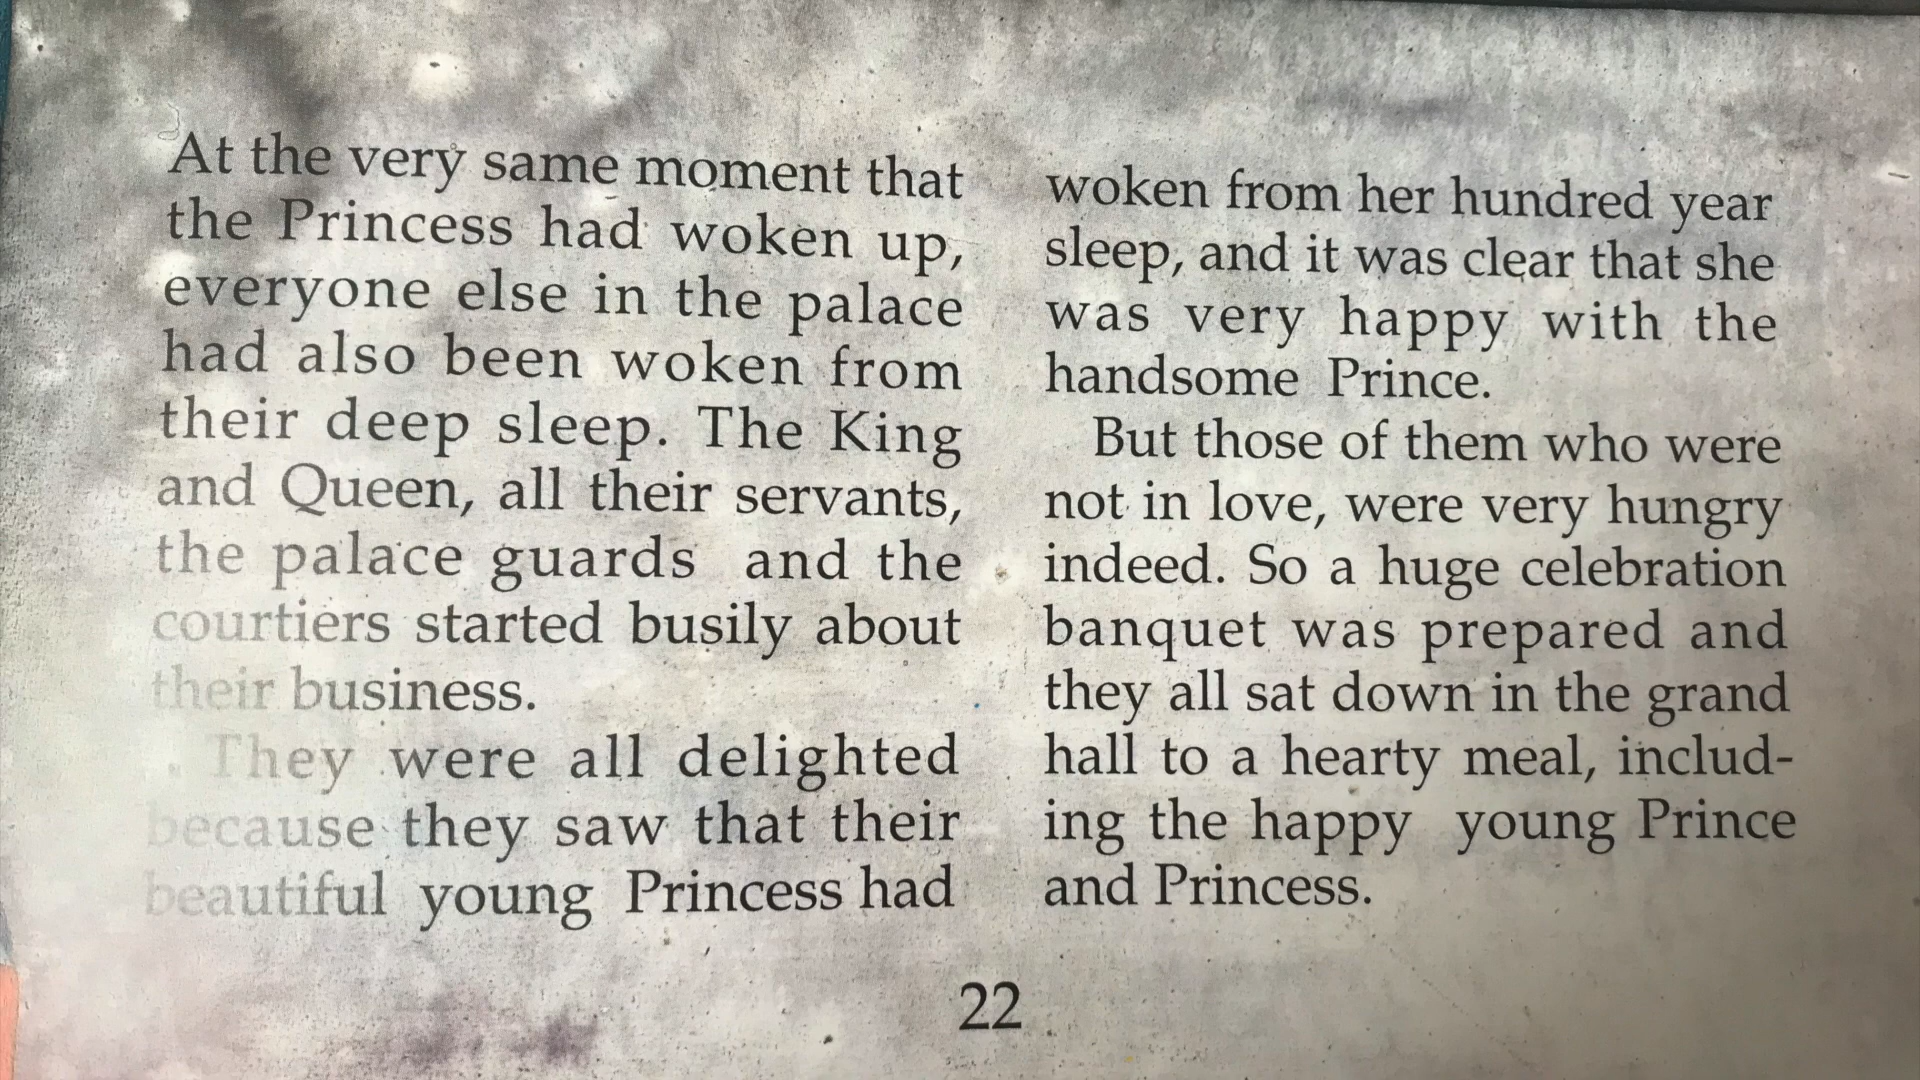 At the very same moment that
the Princess had woken up,
everyone else in the palace
had also been woken from
their deep sleep. The King
and Queen, all their servants,
the palace guards and the
courtiers started busily about
their business.
They were all delighted
because they saw that their
beautiful young Princess had
woken from her hundred year
sleep, and it was clear that she
was very happy with the
handsome Prince.
But those of them who were
not in love, were very hungry
indeed. So a huge celebration
banquet was prepared and
they all sat down in the grand
hall to a hearty meal, includ-
ing the happy young Prince
and Princess.
22